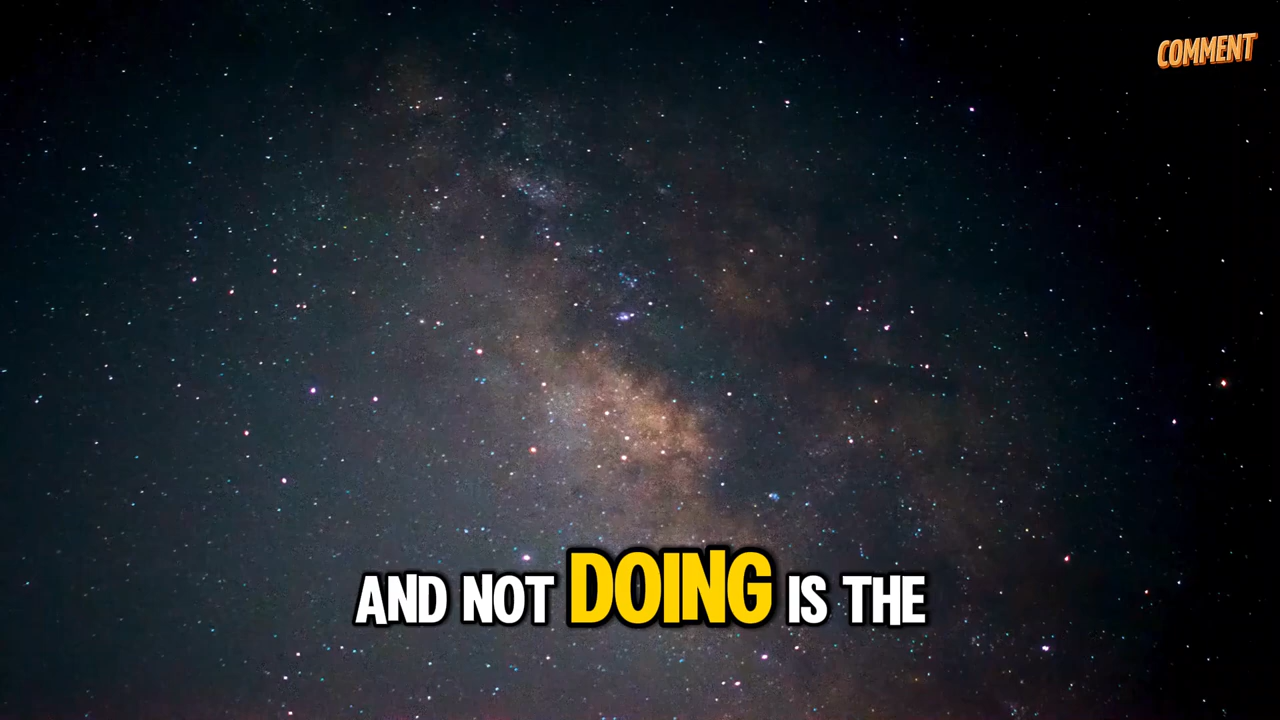 COMMENT
AND NOT DOING IS THE